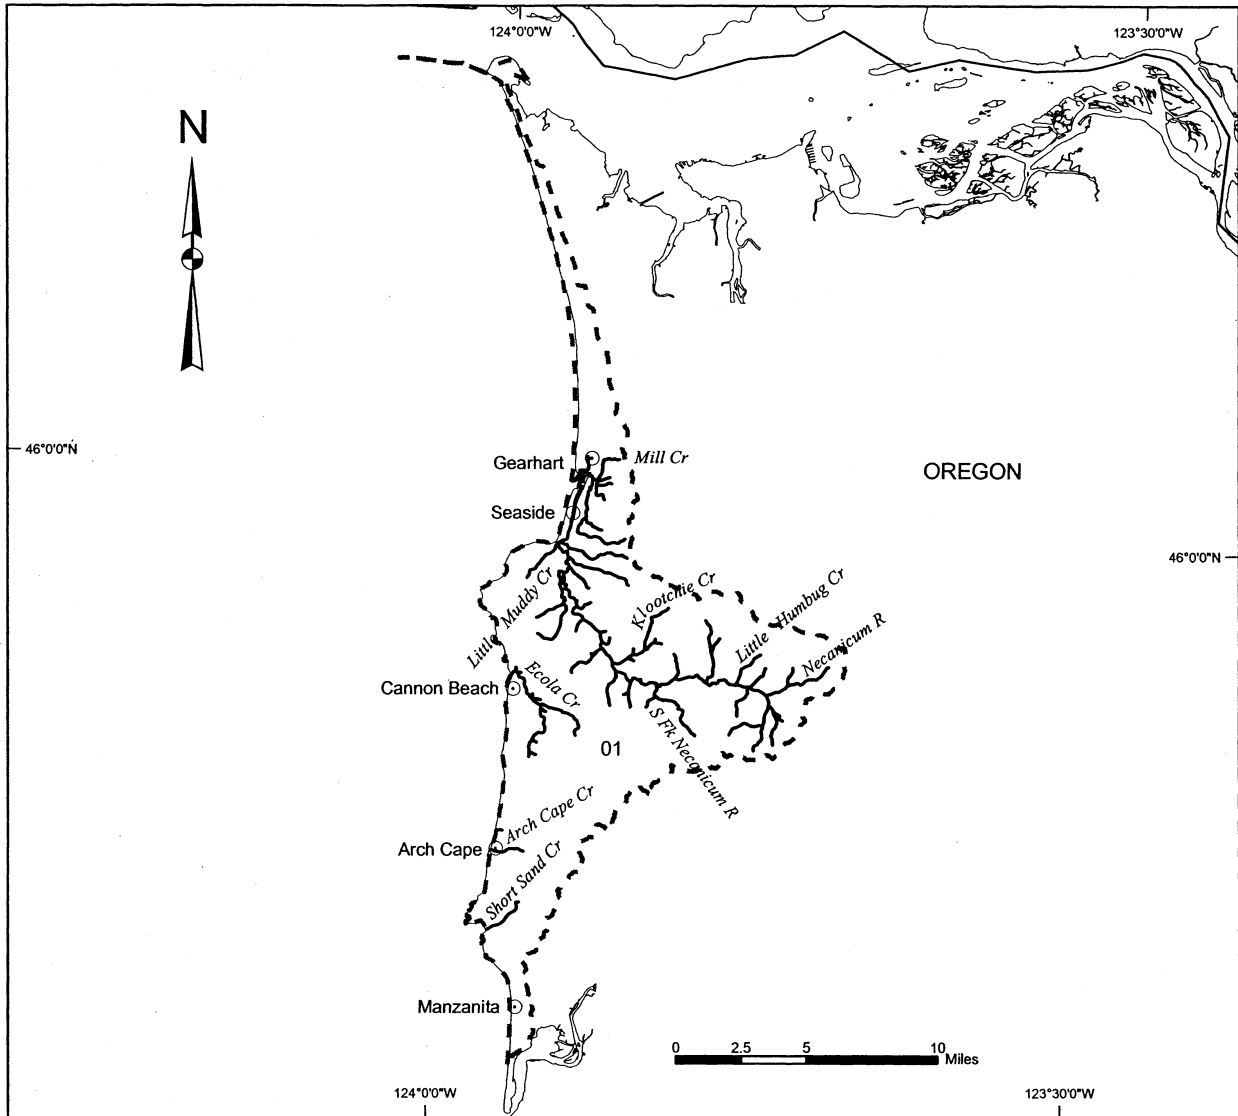 124°0'0"W
123°30'0"W
N
46°0'0"N
Gearhart
Mill Cr
OREGON
Seaside
46°0'0"N
Little Muddy Cr
Klootchie Cr
Little Humbug Cr
Necanicum R
Ecola Cr
Cannon Beach
S Fk Necanicum R
01
Arch Cape Cr
Arch Cape
Short Sand Cr
Manzanita
0 2.5 5 10
Miles
124°0'0"W
123°30'0"W